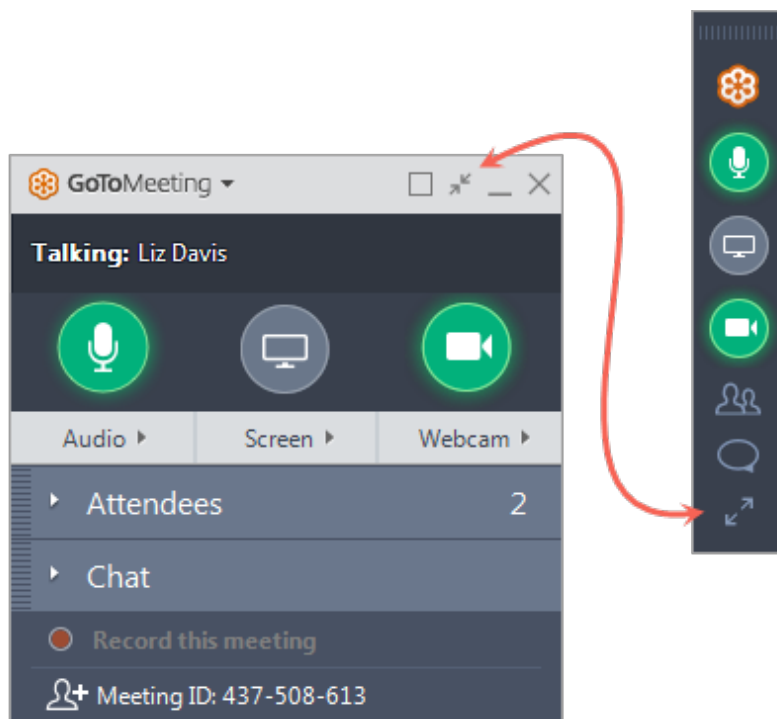 GoToMeeting
Talking: Liz Davis
Audio
Screen
Webcam
Attendees 2
Chat
Record this meeting
Meeting ID: 437-508-613